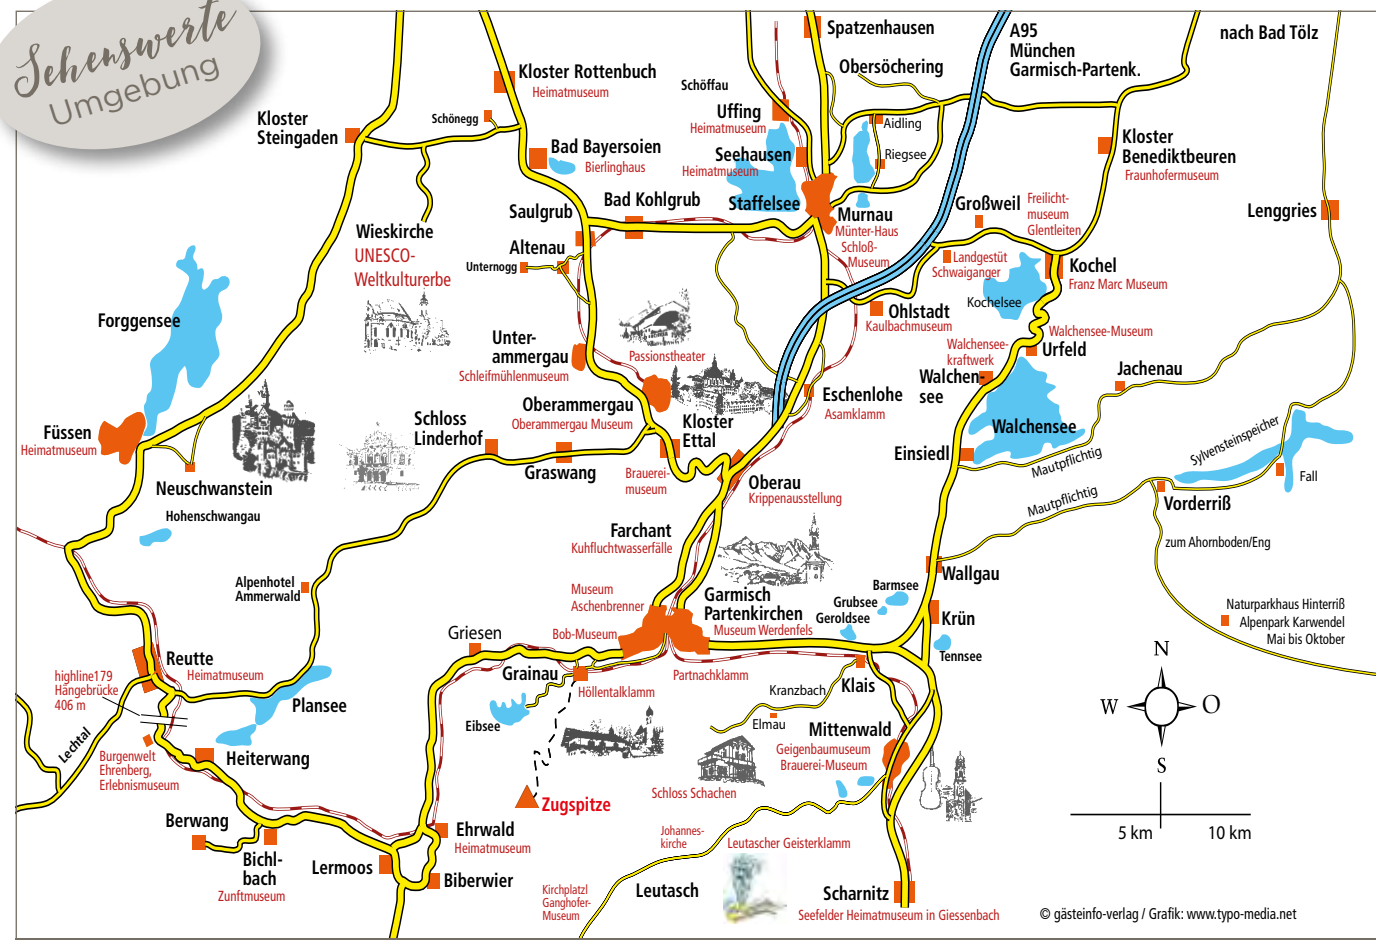 Sehenswerte
Umgebung
Spatzenhausen
A95
München
Garmisch-Partenk.
nach Bad Tölz
Obersöchering
Kloster Rottenbuch
Heimatmuseum
Schöffau
Uffing
Heimatmuseum
Kloster
Steingaden
Schönegg
Aidling
Kloster
Benediktbeuren
Fraunhofermuseum
Bad Bayersoien
Bierlinghaus
Seehausen
Heimatmuseum
Riegsee
Staffelsee
Bad Kohlgrub
Saulgrub
Murnau
Münter-Haus
Schloß-
Museum
Großweil
Freilicht-
museum
Glentleiten
Lenggries
Wieskirche
UNESCO-
Weltkulturerbe
Altenau
Unternogg
Landgestüt
Schwaiganger
Kochel
Franz Marc Museum
Kochelsee
Forggensee
Ohlstadt
Kaulbachmuseum
Unter-
ammergau
Schleifmühlenmuseum
Passionstheater
Walchensee-Museum
Urfeld
Walchensee-
kraftwerk
Walchen-
see
Jachenau
Eschenlohe
Asamklamm
Oberammergau
Oberammergau Museum
Schloss
Linderhof
Kloster
Ettal
Walchensee
Füssen
Heimatmuseum
Einsiedl
Mautpflichtig
Sylvensteinspeicher
Fall
Graswang
Brauerei-
museum
Oberau
Krippenausstellung
Neuschwanstein
Hohenschwangau
Mautpflichtig
Vorderriß
Farchant
Kuhfluchtwasserfälle
zum Ahornboden/Eng
Alpenhotel
Ammerwald
Wallgau
Museum
Aschenbrenner
Garmisch
Partenkirchen
Museum Werdenfels
Barmsee
Grubsee
Geroldsee
Krün
Naturparkhaus Hinterriß
Alpenpark Karwendel
Mai bis Oktober
Griesen
Bob-Museum
Tennsee
N
W
O
S
Reutte
Heimatmuseum
highline179
Hängebrücke
406 m
Grainau
Höllentalklamm
Partnachklamm
Klais
Kranzbach
Elmau
Plansee
Eibsee
Mittenwald
Geigenbaumuseum
Brauerei-Museum
Lechtal
Burgenwelt
Ehrenberg,
Erlebnismuseum
Heiterwang
Schloss Schachen
Zugspitze
Berwang
Ehrwald
Heimatmuseum
Johannes-
kirche
Leutascher Geisterklamm
5 km
10 km
Bichl-
bach
Zunftmuseum
Lermoos
Biberwier
Kirchplatzl
Ganghofer-
Museum
Leutasch
Scharnitz
Seefelder Heimatmuseum in Giessenbach
© gästeinfo-verlag / Grafik: www.typo-media.net